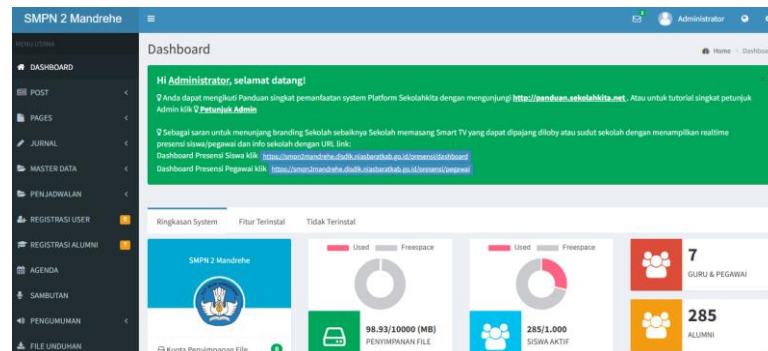 SMPN 2 Mandrehe
Administrator
MENU UTAMA
Dashboard
Home
DASHBOARD
Hi Administrator, selamat datang!
POST
Anda dapat mengikuti Panduan singkat pemanfaatan system Platform Sekolahkita dengan mengunjungi http://panduan.sekolahkita.net . Atau untuk tutorial singkat petunjuk
Admin klik Petunjuk Admin
PAGES
Sebagai saran untuk menunjang branding Sekolah sebaiknya Sekolah memasang Smart TV yang dapat dipajang diloby atau sudut sekolah dengan menampilkan realtime
presensi siswa/pegawai dan info sekolah dengan URL link:
JURNAL
Dashboard Presensi Siswa klik https://smpn2mandrehe.disdik.niasbaratkab.go.id/presensi/dashboard
MASTER DATA
Dashboard Presensi Pegawai klik https://smpn2mandrehe.disdik.niasbaratkab.go.id/presensi/pegawai
PENJADWALAN
REGISTRASI USER
Ringkasan System Fitur Terinstal Tidak Terinstal
REGISTRASI ALUMNI
SMPN 2 Mandrehe
Used Freespace
Used Freespace
7
GURU & PEGAWAI
AGENDA
SAMBUTAN
PENGUMUMAN
FILE UNDUHAN
Kuota Penyimpanan File
98.93/10000 (MB)
PENYIMPANAN FILE
285/1.000
SISWA AKTIF
285
ALUMNI